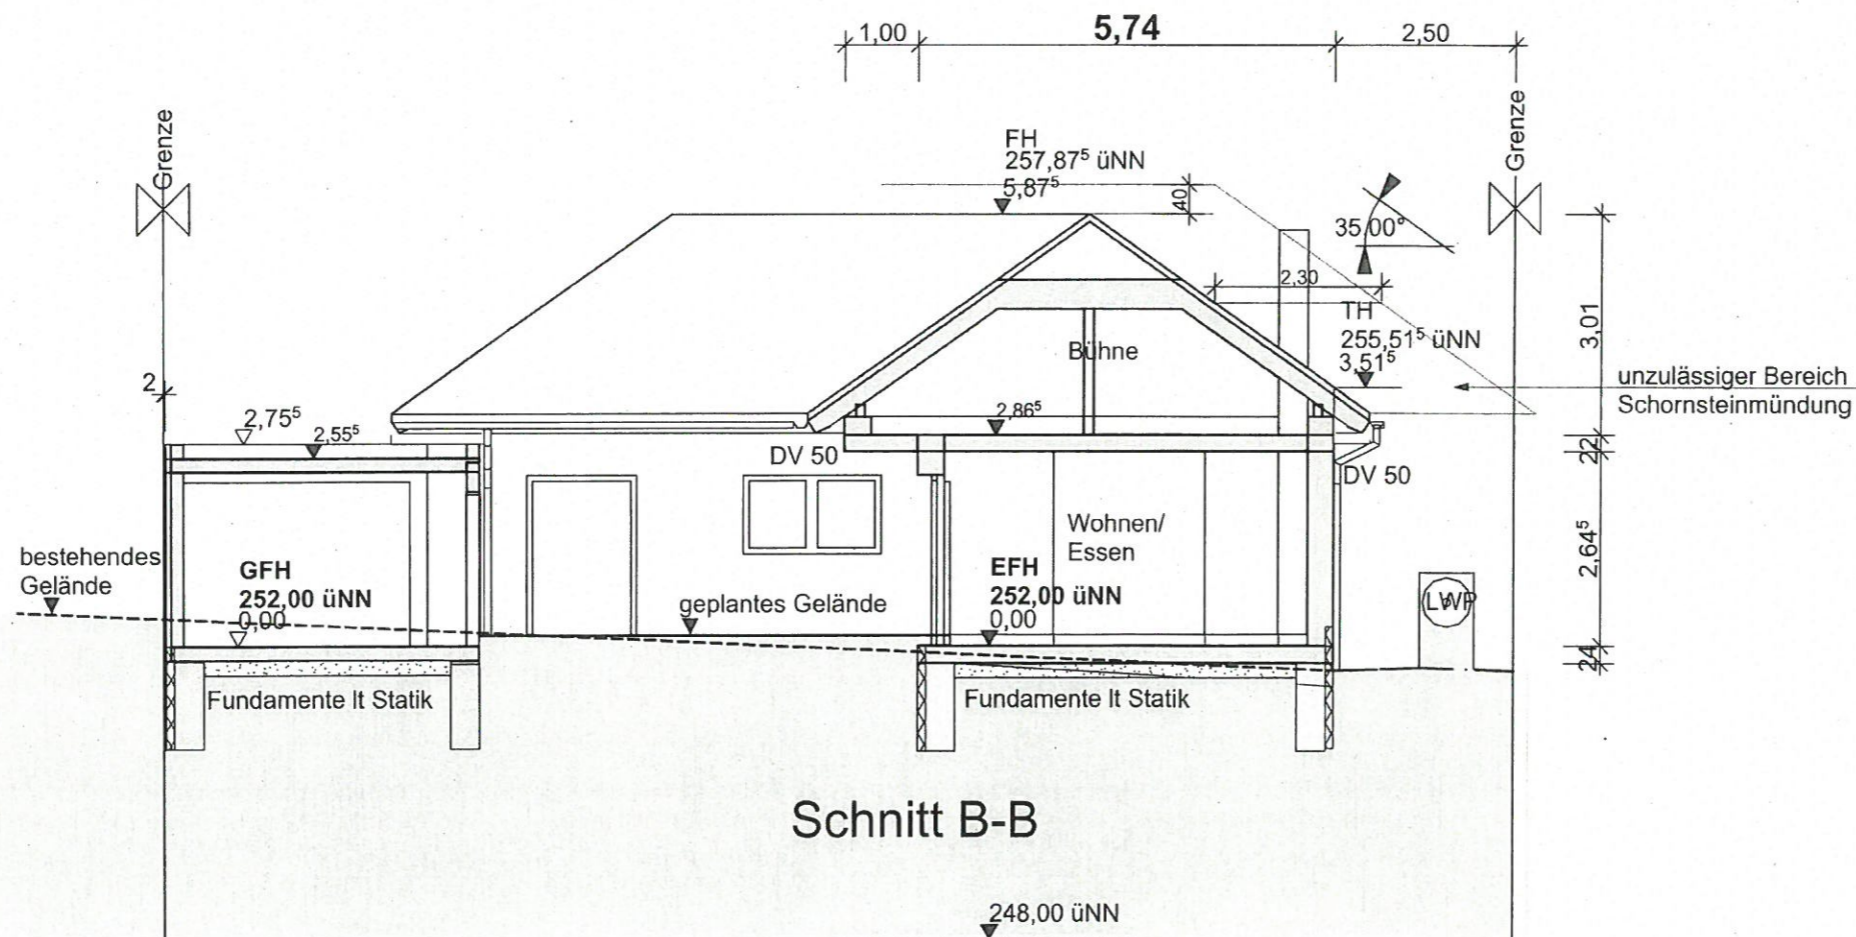 1,00
5,74
2,50
Grenze
Grenze
FH
257,87⁵ üNN
5,87⁵
40
35,00°
2,30
TH
255,51⁵ üNN
3,51⁵
3,01
Bühne
unzulässiger Bereich
Schornsteinmündung
2
2,75⁵
2,55⁵
2,86⁵
22
DV 50
DV 50
Wohnen/
Essen
2,64⁵
bestehendes
Gelände
GFH
252,00 üNN
0,00
geplantes Gelände
EFH
252,00 üNN
0,00
LWP
24
Fundamente lt Statik
Fundamente lt Statik
Schnitt B-B
248,00 üNN